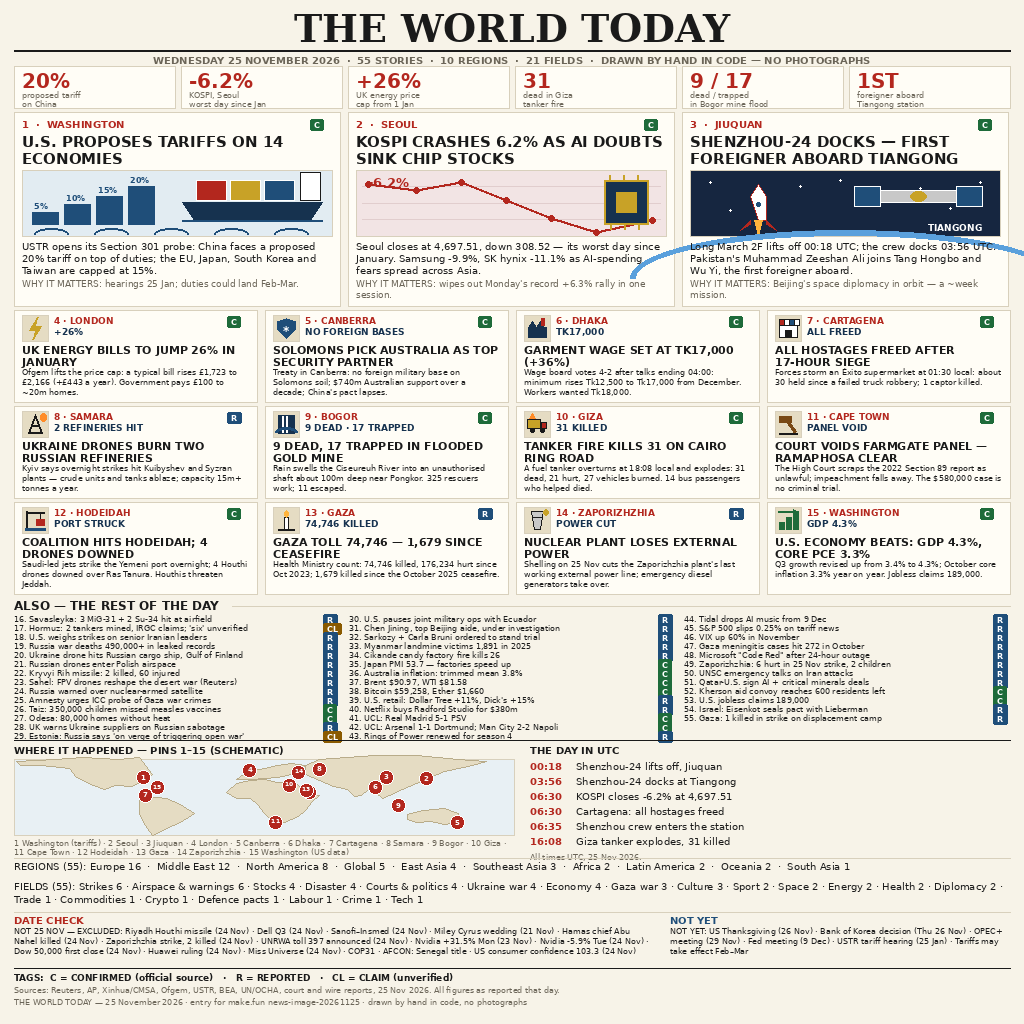 THE WORLD TODAY
WEDNESDAY 25 NOVEMBER 2026 · 55 STORIES · 10 REGIONS · 21 FIELDS · DRAWN BY HAND IN CODE — NO PHOTOGRAPHS
20%
proposed tariff
on China
-6.2%
KOSPI, Seoul
worst day since Jan
+26%
UK energy price
cap from 1 Jan
31
dead in Giza
tanker fire
9 / 17
dead / trapped
in Bogor mine flood
1ST
foreigner aboard
Tiangong station
1 · WASHINGTON
C
U.S. PROPOSES TARIFFS ON 14
ECONOMIES
5%
10%
15%
20%
USTR opens its Section 301 probe: China faces a proposed
20% tariff on top of duties; the EU, Japan, South Korea and
Taiwan are capped at 15%.
WHY IT MATTERS: hearings 25 Jan; duties could land Feb-Mar.
2 · SEOUL
C
KOSPI CRASHES 6.2% AS AI DOUBTS
SINK CHIP STOCKS
-6.2%
Seoul closes at 4,697.51, down 308.52 — its worst day since
January. Samsung -9.9%, SK hynix -11.1% as AI-spending
fears spread across Asia.
WHY IT MATTERS: wipes out Monday's record +6.3% rally in one
session.
3 · JIUQUAN
C
SHENZHOU-24 DOCKS — FIRST
FOREIGNER ABOARD TIANGONG
TIANGONG
Long March 2F lifts off 00:18 UTC; the crew docks 03:56 UTC.
Pakistan's Muhammad Zeeshan Ali joins Tang Hongbo and
Wu Yi, the first foreigner aboard.
WHY IT MATTERS: Beijing's space diplomacy in orbit — a ~week
mission.
4 · LONDON
+26%
C
UK ENERGY BILLS TO JUMP 26% IN
JANUARY
Ofgem lifts the price cap: a typical bill rises £1,723 to
£2,166 (+£443 a year). Government pays £100 to
~20m homes.
5 · CANBERRA
NO FOREIGN BASES
C
SOLOMONS PICK AUSTRALIA AS TOP
SECURITY PARTNER
Treaty in Canberra: no foreign military base on
Solomons soil; $740m Australian support over a
decade; China's pact lapses.
6 · DHAKA
TK17,000
C
GARMENT WAGE SET AT TK17,000
(+36%)
Wage board votes 4-2 after talks ending 04:00:
minimum rises Tk12,500 to Tk17,000 from December.
Workers wanted Tk18,000.
7 · CARTAGENA
ALL FREED
C
ALL HOSTAGES FREED AFTER
17-HOUR SIEGE
Forces storm an Éxito supermarket at 01:30 local: about
30 held since a failed truck robbery; 1 captor killed.
8 · SAMARA
2 REFINERIES HIT
R
UKRAINE DRONES BURN TWO
RUSSIAN REFINERIES
Kyiv says overnight strikes hit Kuibyshev and Syzran
plants — crude units and tanks ablaze; capacity 15m+
tonnes a year.
9 · BOGOR
9 DEAD · 17 TRAPPED
C
9 DEAD, 17 TRAPPED IN FLOODED
GOLD MINE
Rain swells the Ciseureuh River into an unauthorised
shaft about 100m deep near Pongkor. 325 rescuers
work; 11 escaped.
10 · GIZA
31 KILLED
C
TANKER FIRE KILLS 31 ON CAIRO
RING ROAD
A fuel tanker overturns at 18:08 local and explodes: 31
dead, 21 hurt, 27 vehicles burned. 14 bus passengers
who helped died.
11 · CAPE TOWN
PANEL VOID
C
COURT VOIDS FARMGATE PANEL —
RAMAPHOSA CLEAR
The High Court scraps the 2022 Section 89 report as
unlawful; impeachment falls away. The $580,000 case is
no criminal trial.
12 · HODEIDAH
PORT STRUCK
C
COALITION HITS HODEIDAH; 4
DRONES DOWNED
Saudi-led jets strike the Yemeni port overnight; 4 Houthi
drones downed over Ras Tanura. Houthis threaten
Jeddah.
13 · GAZA
74,746 KILLED
R
GAZA TOLL 74,746 — 1,679 SINCE
CEASEFIRE
Health Ministry count: 74,746 killed, 176,234 hurt since
Oct 2023; 1,679 killed since the October 2025 ceasefire.
14 · ZAPORIZHZHIA
POWER CUT
R
NUCLEAR PLANT LOSES EXTERNAL
POWER
Shelling on 25 Nov cuts the Zaporizhzhia plant's last
working external power line; emergency diesel
generators take over.
15 · WASHINGTON
GDP 4.3%
C
U.S. ECONOMY BEATS: GDP 4.3%,
CORE PCE 3.3%
Q3 growth revised up from 3.4% to 4.3%; October core
inflation 3.3% year on year. Jobless claims 189,000.
ALSO — THE REST OF THE DAY
16. Savasleyka: 3 MiG-31 + 2 Su-34 hit at airfield R
17. Hormuz: 2 tankers mined, IRGC claims; 'six' unverified CL
18. U.S. weighs strikes on senior Iranian leaders R
19. Russia war deaths 490,000+ in leaked records R
20. Ukraine drone hits Russian cargo ship, Gulf of Finland R
21. Russian drones enter Polish airspace R
22. Kryvyi Rih missile: 2 killed, 60 injured R
23. Sahel: FPV drones reshape the desert war (Reuters) R
24. Russia warned over nuclear-armed satellite R
25. Amnesty urges ICC probe of Gaza war crimes R
26. Taiz: 350,000 children missed measles vaccines C
27. Odesa: 80,000 homes without heat C
28. UK warns Ukraine suppliers on Russian sabotage R
29. Estonia: Russia says 'on verge of triggering open war' CL
30. U.S. pauses joint military ops with Ecuador R
31. Chen Jining, top Beijing aide, under investigation R
32. Sarkozy + Carla Bruni ordered to stand trial R
33. Myanmar landmine victims 1,891 in 2025 R
34. Cikande candy factory fire kills 26 R
35. Japan PMI 53.7 — factories speed up C
36. Australia inflation: trimmed mean 3.8% C
37. Brent $90.97, WTI $81.58 C
38. Bitcoin $59,258, Ether $1,660 C
39. U.S. retail: Dollar Tree +11%, Dick's +15% R
40. Netflix buys Radford Studio for $380m R
41. UCL: Real Madrid 5-1 PSV C
42. UCL: Arsenal 1-1 Dortmund; Man City 2-2 Napoli C
43. Rings of Power renewed for season 4 R
44. Tidal drops AI music from 9 Dec R
45. S&P 500 slips 0.25% on tariff news R
46. VIX up 60% in November R
47. Gaza meningitis cases hit 272 in October R
48. Microsoft "Code Red" after 24-hour outage R
49. Zaporizhzhia: 6 hurt in 25 Nov strike, 2 children R
50. UNSC emergency talks on Iran attacks R
51. Qatar-U.S. sign AI + critical minerals deals R
52. Kherson aid convoy reaches 600 residents left C
53. U.S. jobless claims 189,000 C
54. Israel: Eisenkot seals pact with Lieberman R
55. Gaza: 1 killed in strike on displacement camp R
WHERE IT HAPPENED — PINS 1–15 (SCHEMATIC)
1
15
7
4
14
8
10
13
11
3
6
2
9
5
1 Washington (tariffs) · 2 Seoul · 3 Jiuquan · 4 London · 5 Canberra · 6 Dhaka · 7 Cartagena · 8 Samara · 9 Bogor · 10 Giza ·
11 Cape Town · 12 Hodeidah · 13 Gaza · 14 Zaporizhzhia · 15 Washington (US data)
THE DAY IN UTC
00:18 Shenzhou-24 lifts off, Jiuquan
03:56 Shenzhou-24 docks at Tiangong
06:30 KOSPI closes -6.2% at 4,697.51
06:30 Cartagena: all hostages freed
06:35 Shenzhou crew enters the station
16:08 Giza tanker explodes, 31 killed
All times UTC, 25 Nov 2026.
REGIONS (55): Europe 16 · Middle East 12 · North America 8 · Global 5 · East Asia 4 · Southeast Asia 3 · Africa 2 · Latin America 2 · Oceania 2 · South Asia 1
FIELDS (55): Strikes 6 · Airspace & warnings 6 · Stocks 4 · Disaster 4 · Courts & politics 4 · Ukraine war 4 · Economy 4 · Gaza war 3 · Culture 3 · Sport 2 · Space 2 · Energy 2 · Health 2 · Diplomacy 2 ·
Trade 1 · Commodities 1 · Crypto 1 · Defence pacts 1 · Labour 1 · Crime 1 · Tech 1
DATE CHECK
NOT 25 NOV — EXCLUDED: Riyadh Houthi missile (24 Nov) · Dell Q3 (24 Nov) · Sanofi–Insmed (24 Nov) · Miley Cyrus wedding (21 Nov) · Hamas chief Abu
Nahel killed (24 Nov) · Zaporizhzhia strike, 2 killed (24 Nov) · UNRWA toll 397 announced (24 Nov) · Nvidia +31.5% Mon (23 Nov) · Nvidia -5.9% Tue (24 Nov) ·
Dow 50,000 first close (24 Nov) · Huawei ruling (24 Nov) · Miss Universe (24 Nov) · COP31 · AFCON: Senegal title · US consumer confidence 103.3 (24 Nov)
NOT YET
NOT YET: US Thanksgiving (26 Nov) · Bank of Korea decision (Thu 26 Nov) · OPEC+
meeting (29 Nov) · Fed meeting (9 Dec) · USTR tariff hearing (25 Jan) · Tariffs may
take effect Feb–Mar
TAGS: C = CONFIRMED (official source) · R = REPORTED · CL = CLAIM (unverified)
Sources: Reuters, AP, Xinhua/CMSA, Ofgem, USTR, BEA, UN/OCHA, court and wire reports, 25 Nov 2026. All figures as reported that day.
THE WORLD TODAY — 25 November 2026 · entry for make.fun news-image-20261125 · drawn by hand in code, no photographs